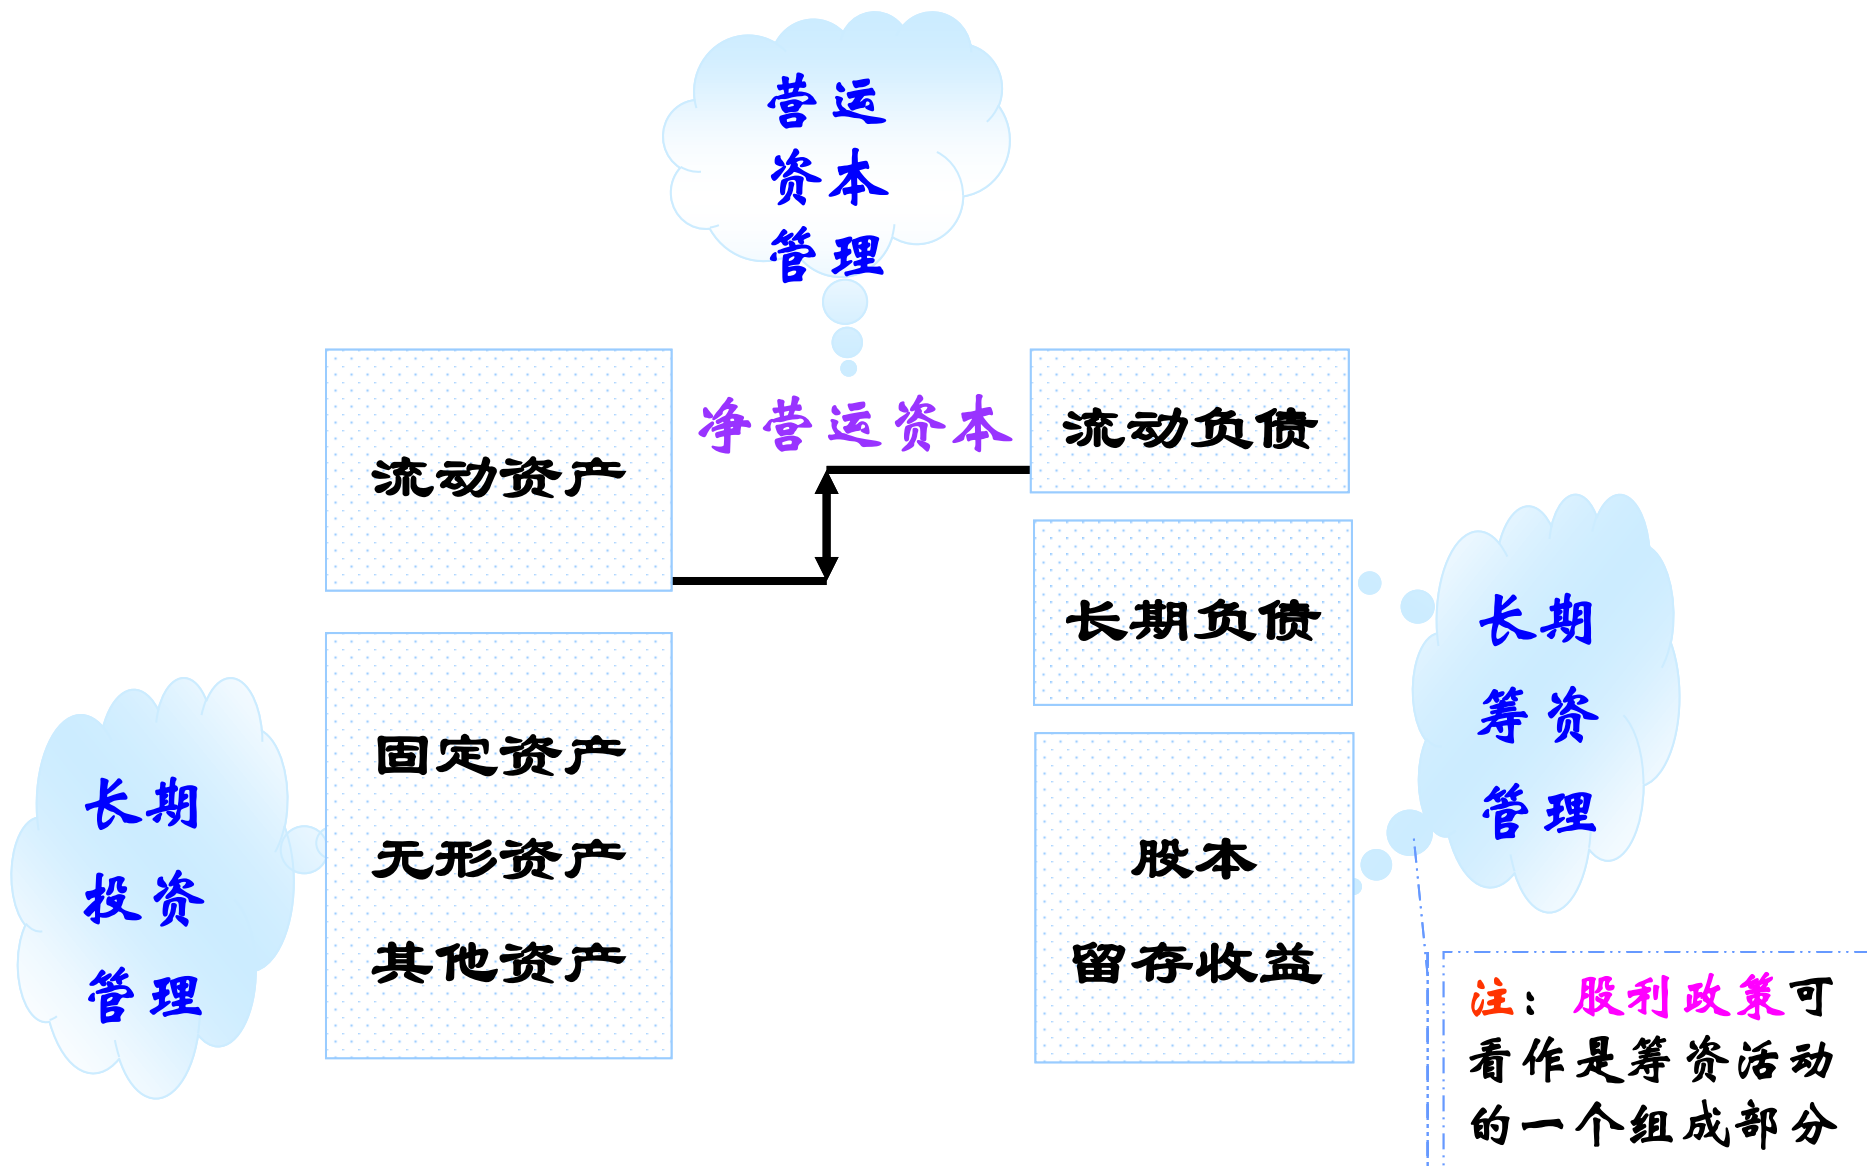 营运
资本
管理
净营运资本
流动资产
流动负债
长期负债
长期
筹资
管理
固定资产
无形资产
其他资产
长期
投资
管理
股本
留存收益
注：股利政策可
看作是筹资活动
的一个组成部分